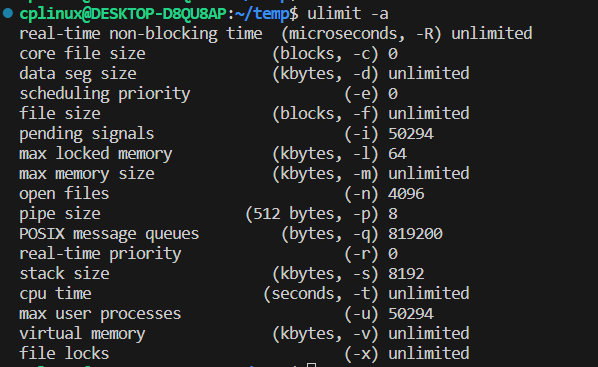 cplinux@DESKTOP-D8QU8AP:~/temp$ ulimit -a
real-time non-blocking time  (microseconds, -R) unlimited
core file size              (blocks, -c) 0
data seg size               (kbytes, -d) unlimited
scheduling priority                 (-e) 0
file size                   (blocks, -f) unlimited
pending signals                     (-i) 50294
max locked memory           (kbytes, -l) 64
max memory size             (kbytes, -m) unlimited
open files                          (-n) 4096
pipe size                (512 bytes, -p) 8
POSIX message queues         (bytes, -q) 819200
real-time priority                  (-r) 0
stack size                  (kbytes, -s) 8192
cpu time                   (seconds, -t) unlimited
max user processes                  (-u) 50294
virtual memory              (kbytes, -v) unlimited
file locks                          (-x) unlimited